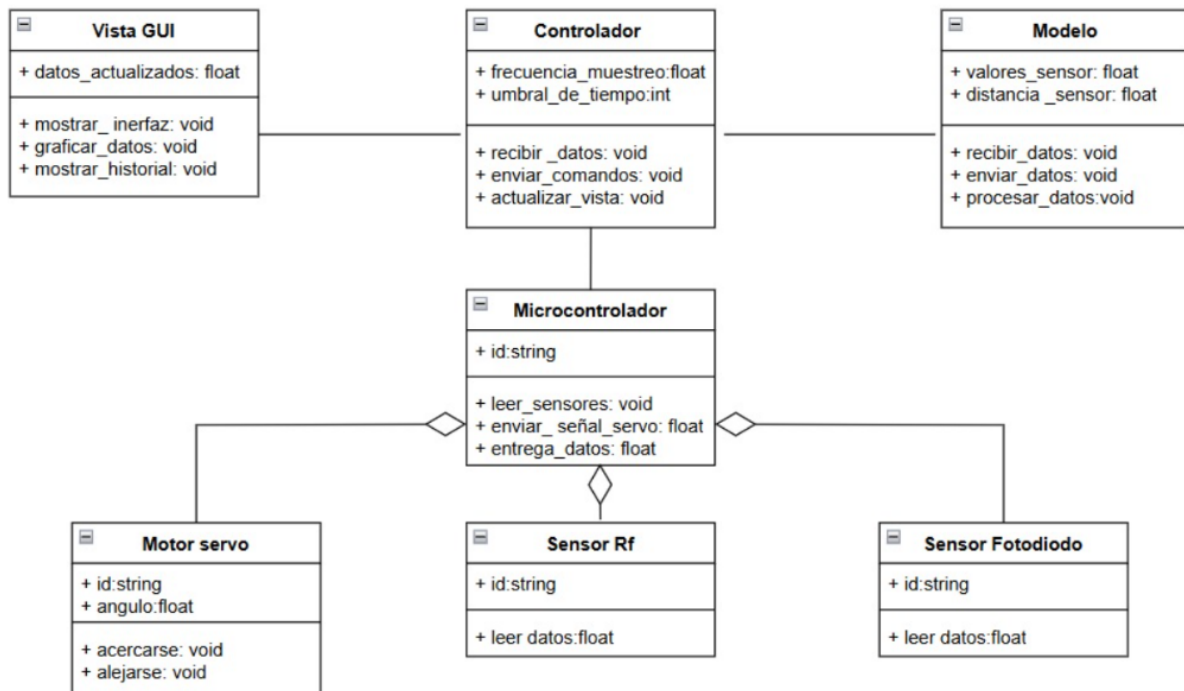 Vista GUI
+ datos_actualizados: float
+ mostrar_ inerfaz: void
+ graficar_datos: void
+ mostrar_historial: void
Controlador
+ frecuencia_muestreo:float
+ umbral_de_tiempo:int
+ recibir _datos: void
+ enviar_comandos: void
+ actualizar_vista: void
Modelo
+ valores_sensor: float
+ distancia _sensor: float
+ recibir_datos: void
+ enviar_datos: void
+ procesar_datos:void
Microcontrolador
+ id:string
+ leer_sensores: void
+ enviar_ señal_servo: float
+ entrega_datos: float
Motor servo
+ id:string
+ angulo:float
+ acercarse: void
+ alejarse: void
Sensor Rf
+ id:string
+ leer datos:float
Sensor Fotodiodo
+ id:string
+ leer datos:float